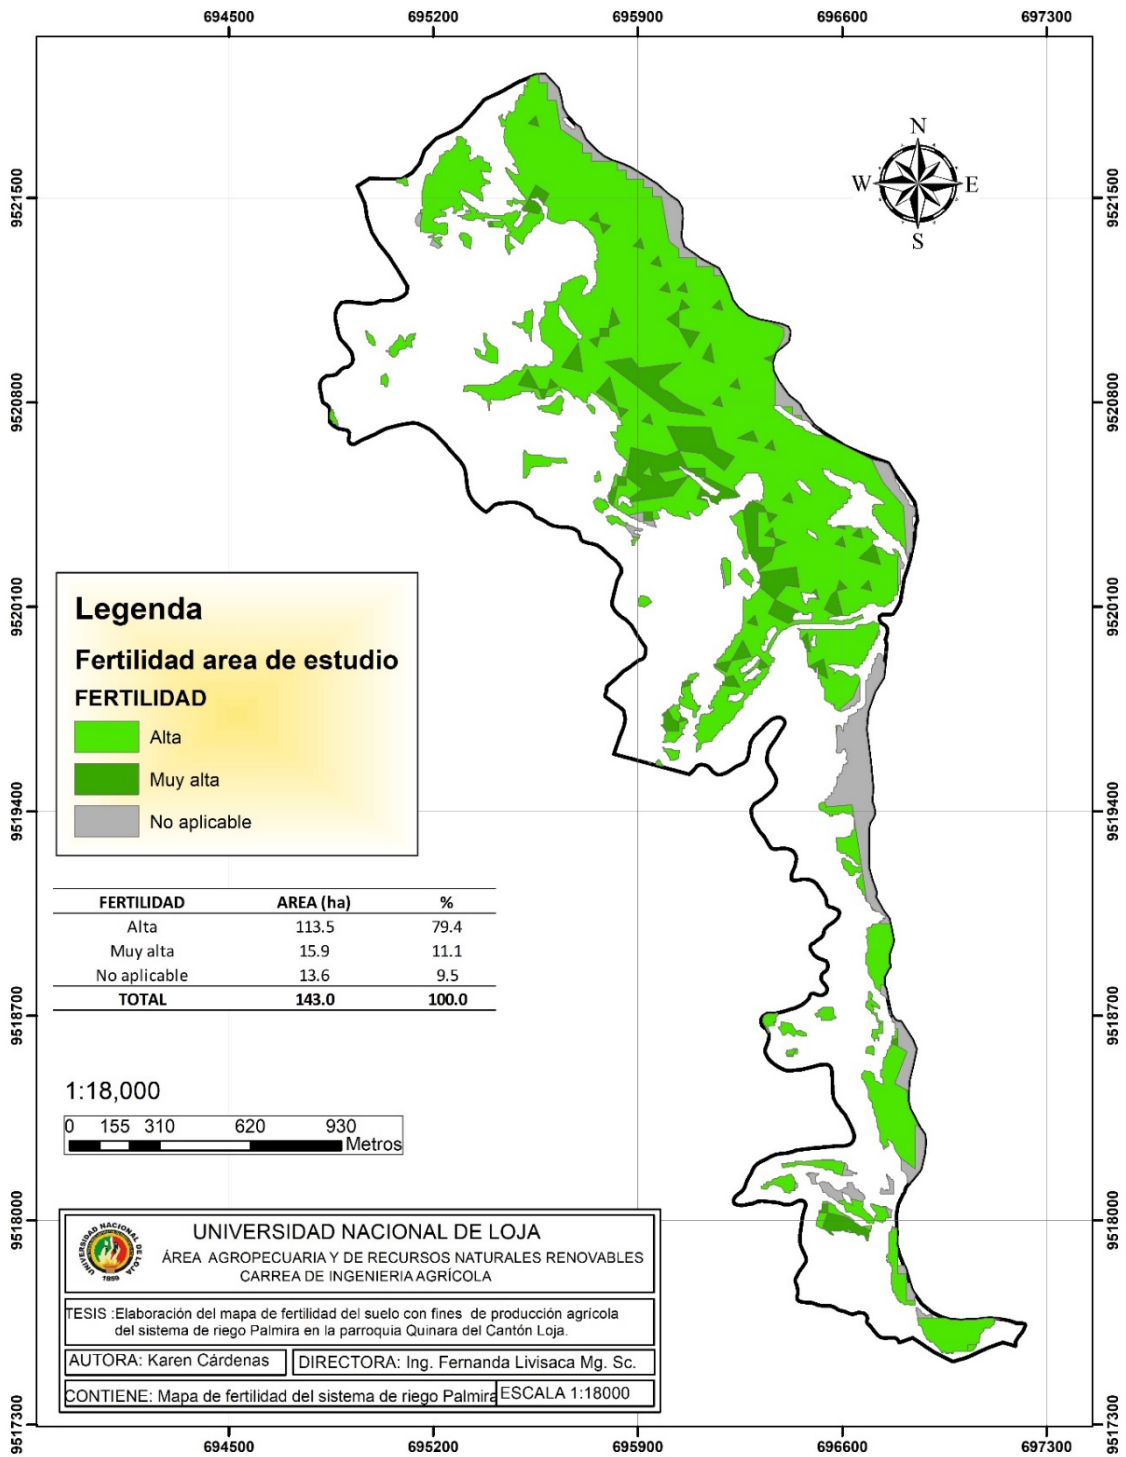 694500 695200 695900 696600 697300
N
W E
S
9521500 9521500
9520800 9520800
9520100 9520100
9519400 9519400
9518700 9518700
9518000 9518000
9517300 9517300
Legenda
Fertilidad area de estudio
FERTILIDAD
Alta
Muy alta
No aplicable
FERTILIDAD AREA (ha) %
Alta 113.5 79.4
Muy alta 15.9 11.1
No aplicable 13.6 9.5
TOTAL 143.0 100.0
1:18,000
0 155 310 620 930
Metros
UNIVERSIDAD NACIONAL DE LOJA
1859
UNIVERSIDAD NACIONAL DE LOJA
ÁREA AGROPECUARIA Y DE RECURSOS NATURALES RENOVABLES
CARREA DE INGENIERIA AGRÍCOLA
TESIS :Elaboración del mapa de fertilidad del suelo con fines de producción agrícola
del sistema de riego Palmira en la parroquia Quinara del Cantón Loja.
AUTORA: Karen Cárdenas DIRECTORA: Ing. Fernanda Livisaca Mg. Sc.
CONTIENE: Mapa de fertilidad del sistema de riego Palmira ESCALA 1:18000
694500 695200 695900 696600 697300